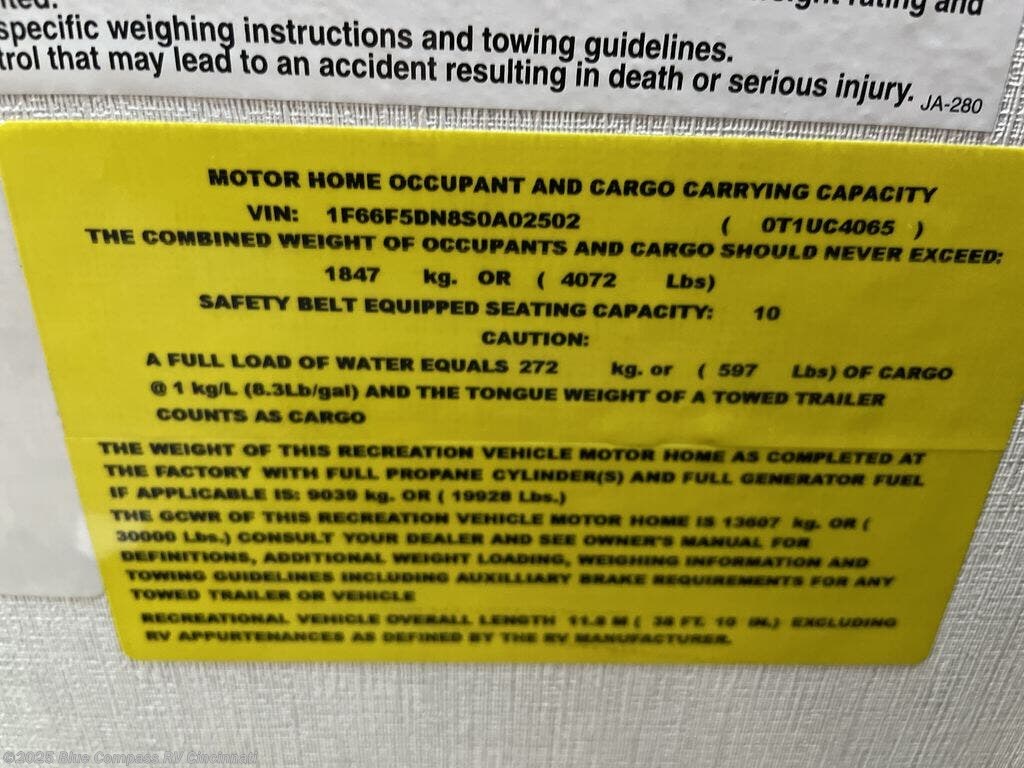 rating and
specific weighing instructions and towing guidelines.
trol that may lead to an accident resulting in death or serious injury. JA-280
MOTOR HOME OCCUPANT AND CARGO CARRYING CAPACITY
VIN: 1F66F5DN8S0A02502 ( 0T1UC4065 )
THE COMBINED WEIGHT OF OCCUPANTS AND CARGO SHOULD NEVER EXCEED:
1847 kg. OR ( 4072 Lbs)
SAFETY BELT EQUIPPED SEATING CAPACITY: 10
CAUTION:
A FULL LOAD OF WATER EQUALS 272 kg. or ( 597 Lbs) OF CARGO
@ 1 kg/L (8.3Lb/gal) AND THE TONGUE WEIGHT OF A TOWED TRAILER
COUNTS AS CARGO
THE WEIGHT OF THIS RECREATION VEHICLE MOTOR HOME AS COMPLETED AT
THE FACTORY WITH FULL PROPANE CYLINDER(S) AND FULL GENERATOR FUEL
IF APPLICABLE IS: 9039 kg. OR ( 19928 Lbs.)
THE GCWR OF THIS RECREATION VEHICLE MOTOR HOME IS 13607 kg. OR (
30000 Lbs.) CONSULT YOUR DEALER AND SEE OWNER'S MANUAL FOR
DEFINITIONS, ADDITIONAL WEIGHT LOADING, WEIGHING INFORMATION AND
TOWING GUIDELINES INCLUDING AUXILLIARY BRAKE REQUIREMENTS FOR ANY
TOWED TRAILER OR VEHICLE
RECREATIONAL VEHICLE OVERALL LENGTH 11.8 M ( 38 FT. 10 IN.) EXCLUDING
RV APPURTENANCES AS DEFINED BY THE RV MANUFACTURER.
©2025 Blue Compass RV Cincinnati